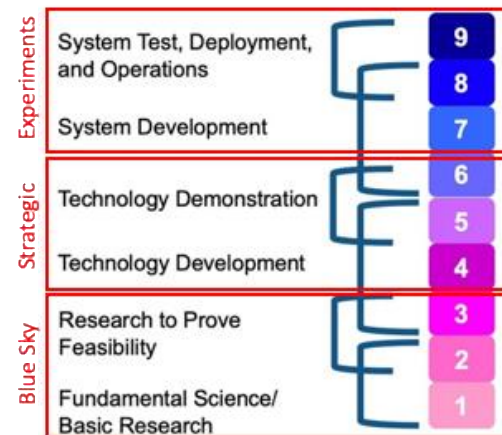 Experiments
System Test, Deployment,
and Operations
System Development
9
8
7
Strategic
Technology Demonstration
Technology Development
6
5
4
Blue Sky
Research to Prove
Feasibility
Fundamental Science/
Basic Research
3
2
1